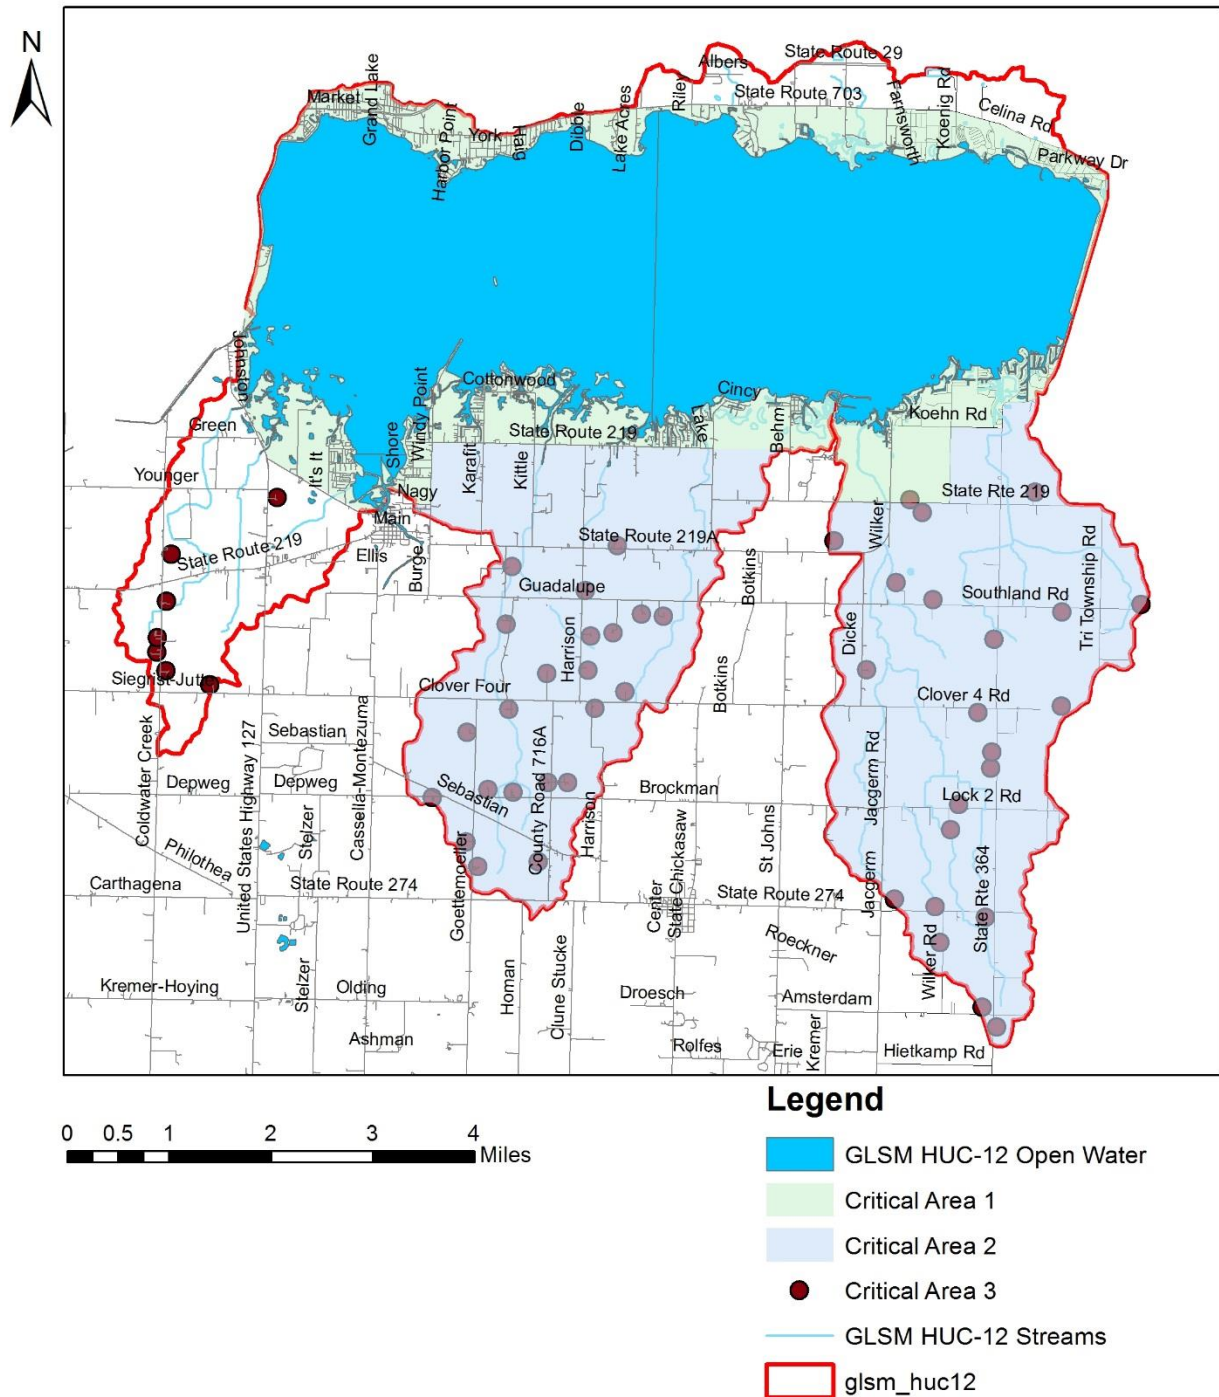 N
State Route 29
Albers
Grand Lake
Market
Harbor Point
York
Haig
Dibbie
Lake Acres
Riley
State Route 703
Farnsworth
Koenig Rd
Celina Rd
Parkway Dr
Johnston
Cottonwood
Cincy
Windy Point
Shore
Koehn Rd
Green
State Route 219
Lake
Behm
It's It
Karafit
Kittle
Younger
Nagy
State Rte 219
Main
Wilker
State Route 219
Ellis
Burge
State Route 219A
Tri Township Rd
Guadalupe
Botkins
Southland Rd
Dicke
Harrison
Siegrist-Jutte
Clover Four
Botkins
Clover 4 Rd
Sebastian
Cassella-Montezuma
County Road 716A
Jacgerm Rd
Coldwater Creek
United States Highway 127
Depweg
Depweg
Sebastian
Brockman
Lock 2 Rd
Stelzer
Harrison
St Johns
Philothea
Goettemoeller
Carthagena
State Route 274
Center
State Chickasaw
State Route 274
Jacgerm
State Rte 364
Stelzer
Homan
Clune Stucke
Roeckner
Wilker Rd
Kremer-Hoying
Olding
Droesch
Amsterdam
Kremer
Ashman
Rolfes
Erie
Hietkamp Rd
Legend
0 0.5 1 2 3 4
Miles
GLSM HUC-12 Open Water
Critical Area 1
Critical Area 2
Critical Area 3
GLSM HUC-12 Streams
glsm_huc12